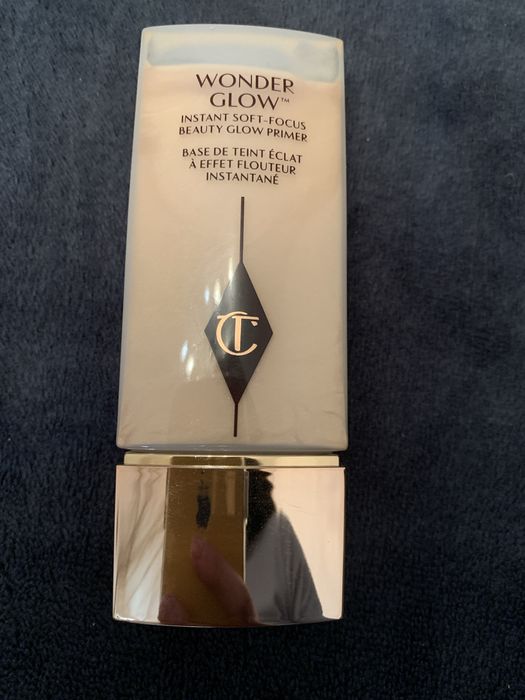 WONDER
GLOW™
INSTANT SOFT-FOCUS
BEAUTY GLOW PRIMER
BASE DE TEINT ÉCLAT
À EFFET FLOUTEUR
INSTANTANÉ
CT